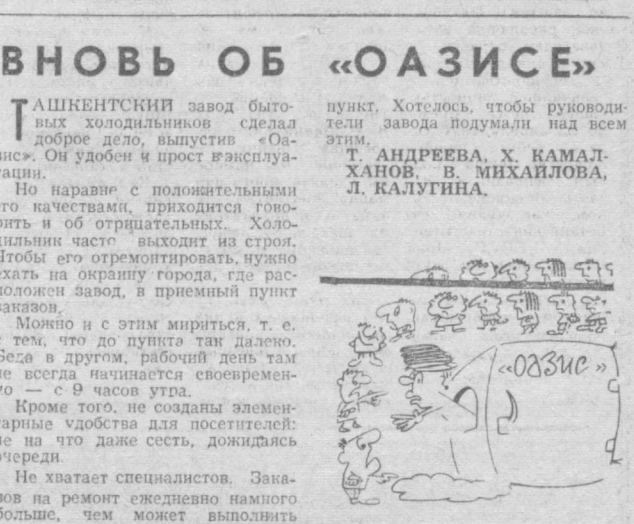 ВНОВЬ ОБ «ОАЗИСЕ»
ТАШКЕНТСКИЙ завод быто-
вых холодильников сделал
доброе дело, выпустив «Оа-
зис». Он удобен и прост в эксплуа-
тации.
Но наравне с положительными
его качествами, приходится гово-
рить и об отрицательных. Холо-
дильник часто выходит из строя.
Чтобы его отремонтировать, нужно
ехать на окраину города, где рас-
положен завод, в приемный пункт
заказов.
Можно и с этим мириться, т. е.
с тем, что до пункта так далеко.
Беда в другом, рабочий день там
не всегда начинается своевремен-
но — с 9 часов утра.
Кроме того, не созданы элемен-
тарные удобства для посетителей:
не на что даже сесть, дожидаясь
очереди.
Не хватает специалистов. Зака-
зов на ремонт ежедневно намного
больше, чем может выполнить
пункт. Хотелось, чтобы руководи-
тели завода подумали над всем
этим.
Т. АНДРЕЕВА, Х. КАМАЛ-
ХАНОВ, В. МИХАЙЛОВА,
Л. КАЛУГИНА.
«ОАЗИС»